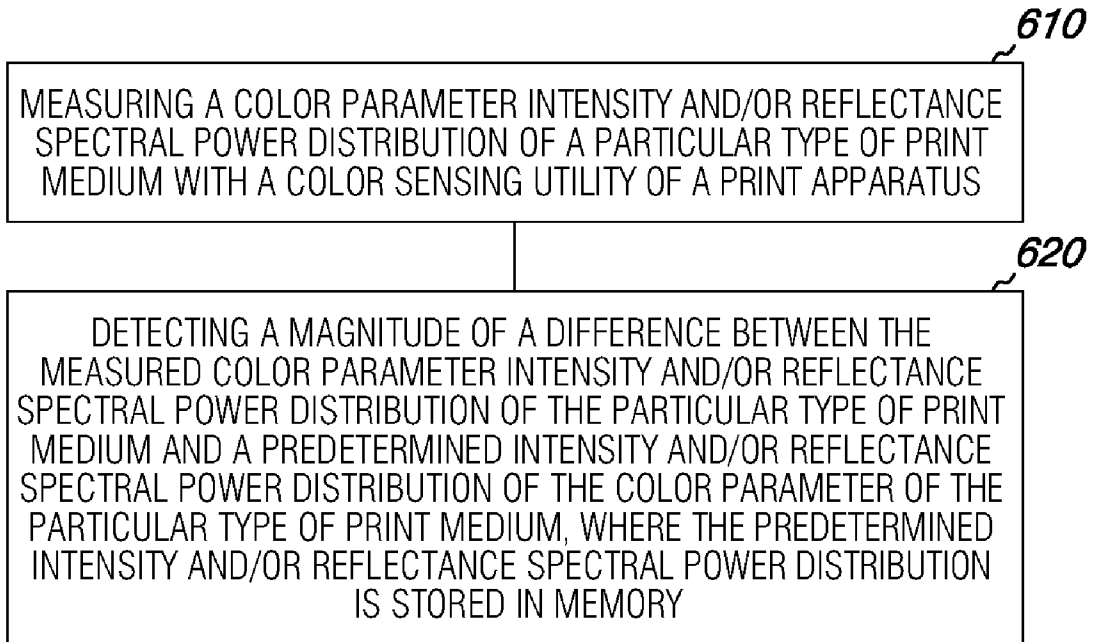 610
MEASURING A COLOR PARAMETER INTENSITY AND/OR REFLECTANCE
SPECTRAL POWER DISTRIBUTION OF A PARTICULAR TYPE OF PRINT
MEDIUM WITH A COLOR SENSING UTILITY OF A PRINT APPARATUS
620
DETECTING A MAGNITUDE OF A DIFFERENCE BETWEEN THE
MEASURED COLOR PARAMETER INTENSITY AND/OR REFLECTANCE
SPECTRAL POWER DISTRIBUTION OF THE PARTICULAR TYPE OF PRINT
MEDIUM AND A PREDETERMINED INTENSITY AND/OR REFLECTANCE
SPECTRAL POWER DISTRIBUTION OF THE COLOR PARAMETER OF THE
PARTICULAR TYPE OF PRINT MEDIUM, WHERE THE PREDETERMINED
INTENSITY AND/OR REFLECTANCE SPECTRAL POWER DISTRIBUTION
IS STORED IN MEMORY